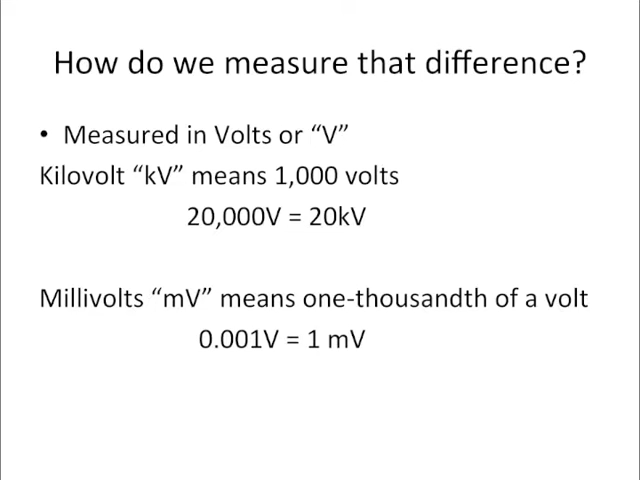 How do we measure that difference?
• Measured in Volts or “V”
Kilovolt “kV” means 1,000 volts
20,000V = 20kV
Millivolts “mV” means one-thousandth of a volt
0.001V = 1 mV